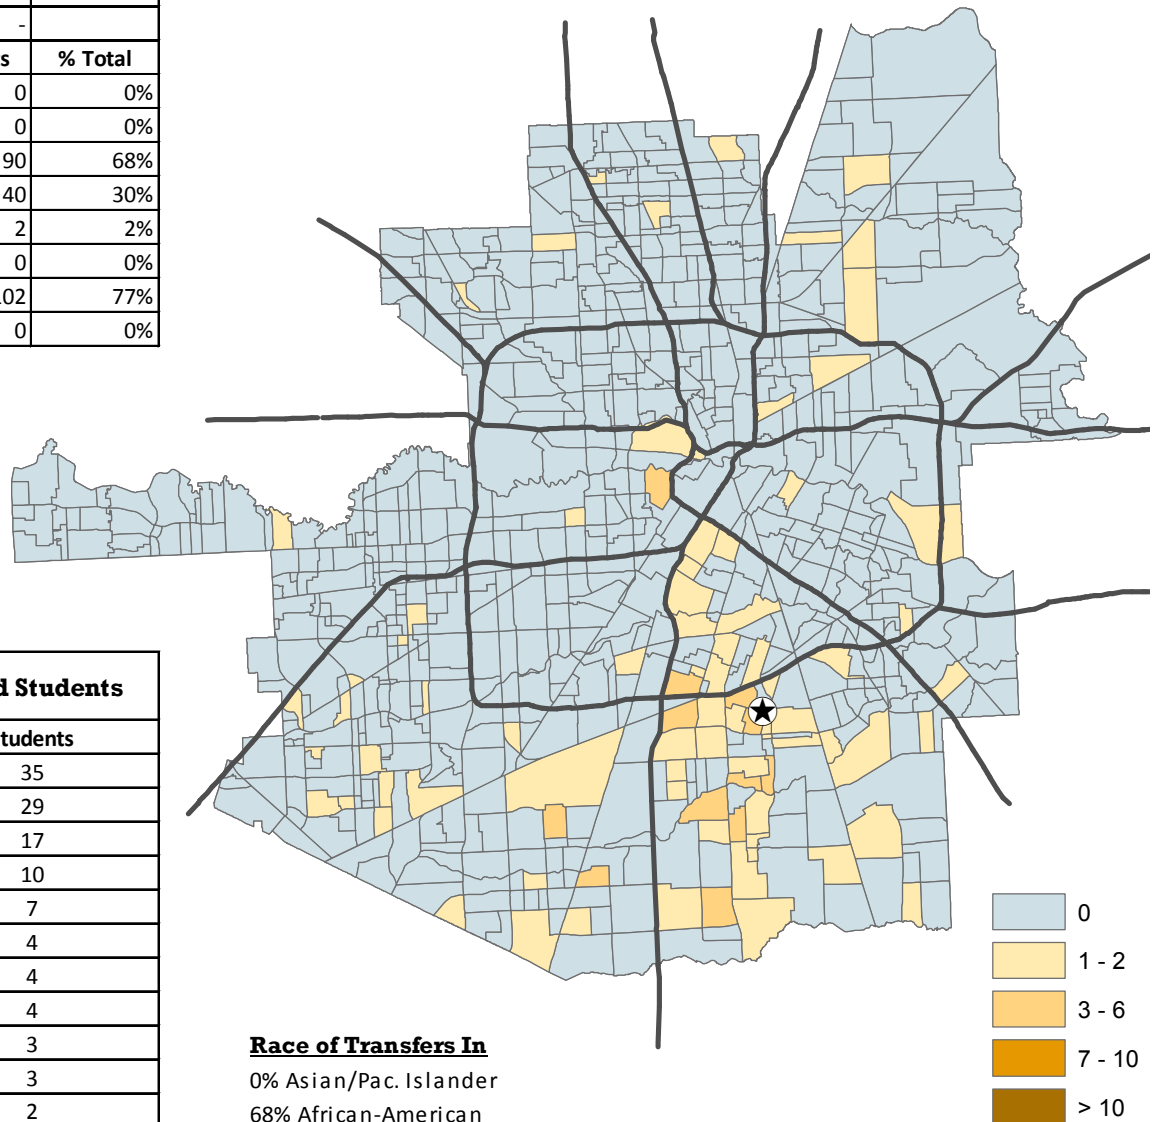 -
% Total
0 0%
0 0%
90 68%
40 30%
2 2%
0 0%
02 77%
0 0%
d Students
tudents
35
29
17
10
7
4
4
4
3
3
2
Race of Transfers In
0% Asian/Pac. Islander
68% African-American
0
1 - 2
3 - 6
7 - 10
> 10